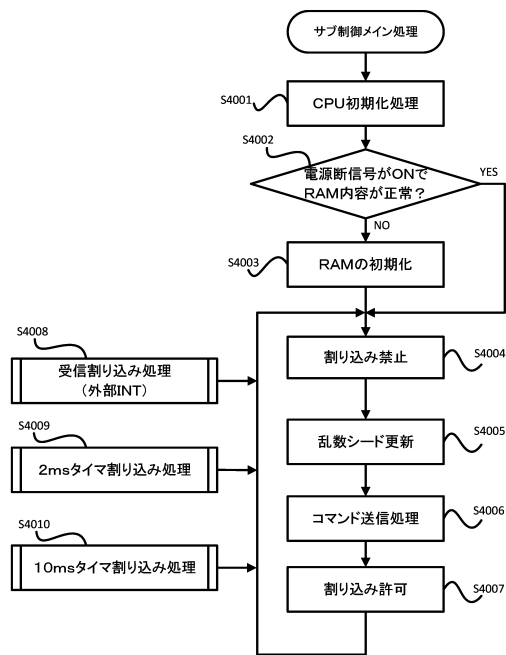 サブ制御メイン処理
S4001
CPU初期化処理
S4002
電源断信号がONで
RAM内容が正常？
YES
NO
S4003
RAMの初期化
S4008
受信割り込み処理
（外部INT）
割り込み禁止
S4004
S4009
2msタイマ割り込み処理
乱数シード更新
S4005
コマンド送信処理
S4006
S4010
10msタイマ割り込み処理
割り込み許可
S4007